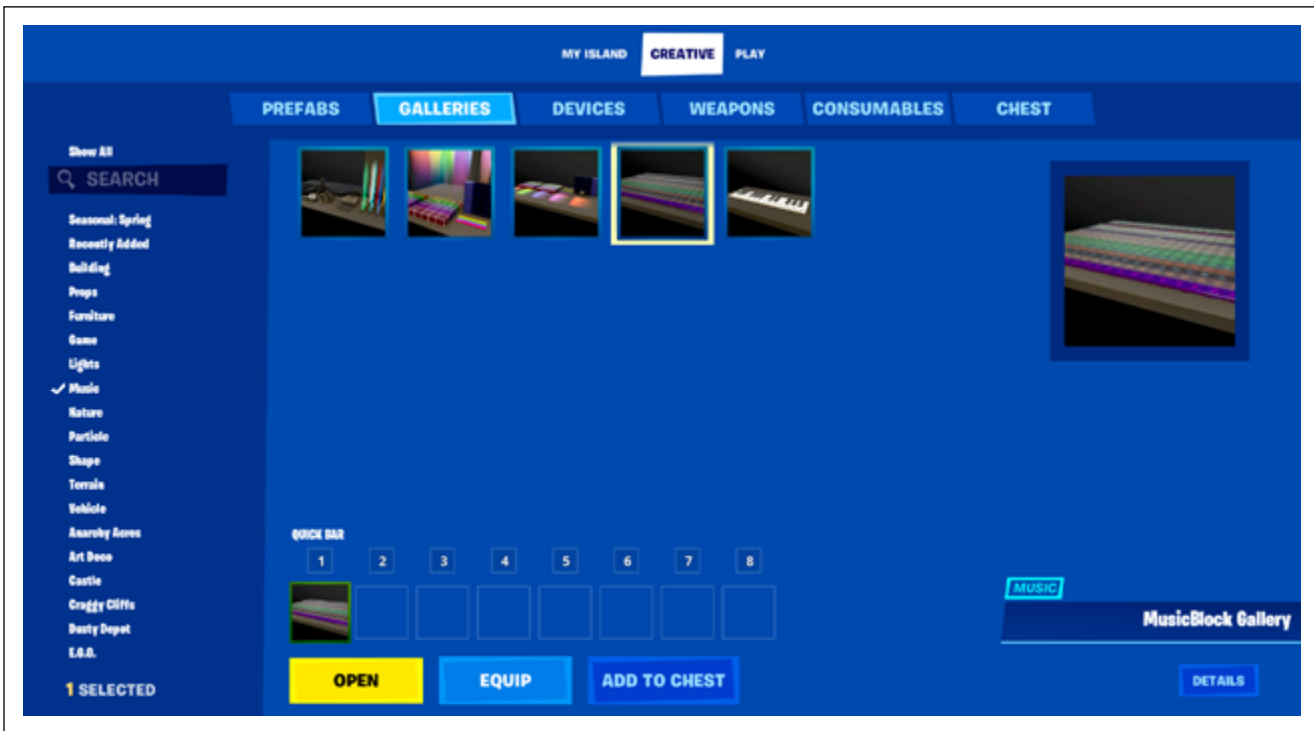 MY ISLAND CREATIVE PLAY
PREFABS GALLERIES DEVICES WEAPONS CONSUMABLES CHEST
Show All
SEARCH
Seasonal: Spring
Recently Added
Building
Props
Furniture
Game
Lights
Music
Nature
Particle
Shape
Terrain
Vehicle
Anarchy Acres
Art Deco
Castle
Craggy Cliffs
Dusty Depot
E.G.O.
1 SELECTED
QUICK BAR
1 2 3 4 5 6 7 8
OPEN EQUIP ADD TO CHEST
MUSIC
MusicBlock Gallery
DETAILS